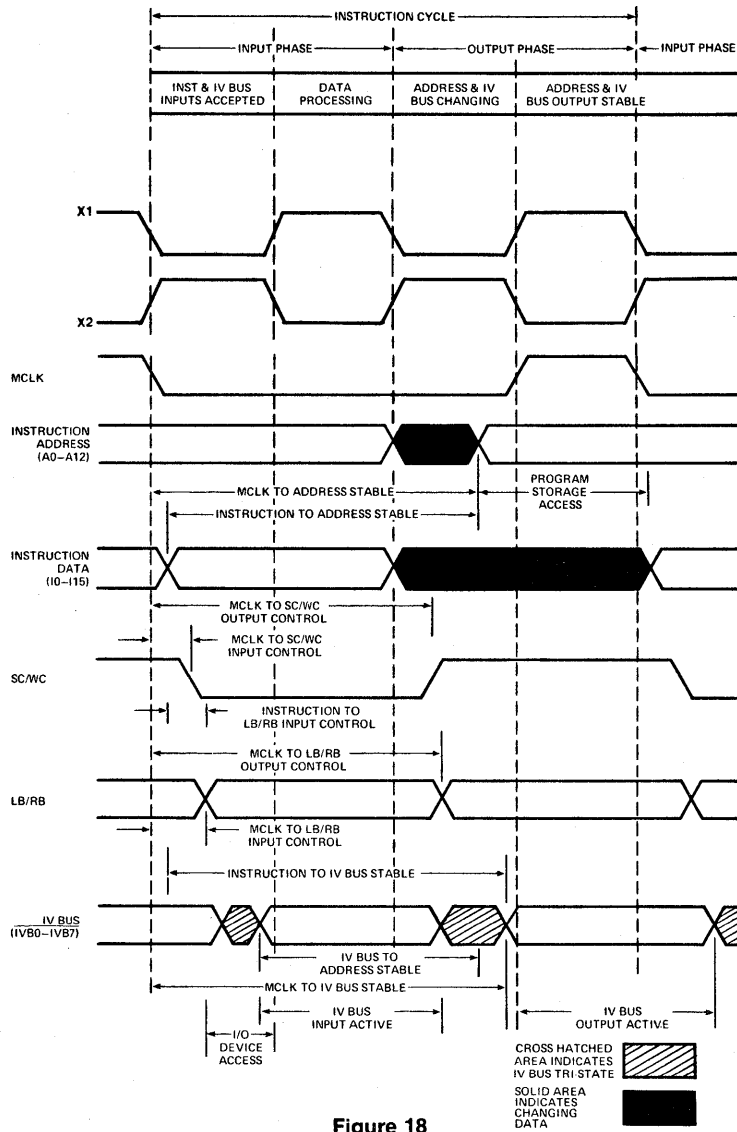 INSTRUCTION CYCLE
INPUT PHASE
OUTPUT PHASE
INPUT PHASE
INST & IV BUS
INPUTS ACCEPTED
DATA
PROCESSING
ADDRESS & IV
BUS CHANGING
ADDRESS & IV
BUS OUTPUT STABLE
X1
X2
MCLK
INSTRUCTION
ADDRESS
(A0–A12)
MCLK TO ADDRESS STABLE
PROGRAM
STORAGE
ACCESS
INSTRUCTION TO ADDRESS STABLE
INSTRUCTION
DATA
(I0–I15)
MCLK TO SC/WC
OUTPUT CONTROL
MCLK TO SC/WC
INPUT CONTROL
SC/WC
INSTRUCTION TO
LB/RB INPUT CONTROL
MCLK TO LB/RB
OUTPUT CONTROL
LB/RB
MCLK TO LB/RB
INPUT CONTROL
INSTRUCTION TO IV BUS STABLE
IV BUS
(IVB0–IVB7)
IV BUS TO
ADDRESS STABLE
MCLK TO IV BUS STABLE
IV BUS
INPUT ACTIVE
IV BUS
OUTPUT ACTIVE
I/O
DEVICE
ACCESS
CROSS HATCHED
AREA INDICATES
IV BUS TRI-STATE
SOLID AREA
INDICATES
CHANGING
DATA
Figure 18